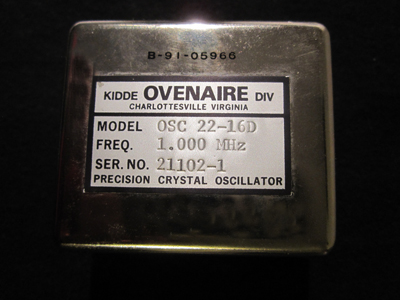 B-91-05966
KIDDE OVENAIRE DIV
CHARLOTTESVILLE VIRGINIA
MODEL OSC 22-16D
FREQ. 1.000 MHz
SER. NO. 21102-1
PRECISION CRYSTAL OSCILLATOR